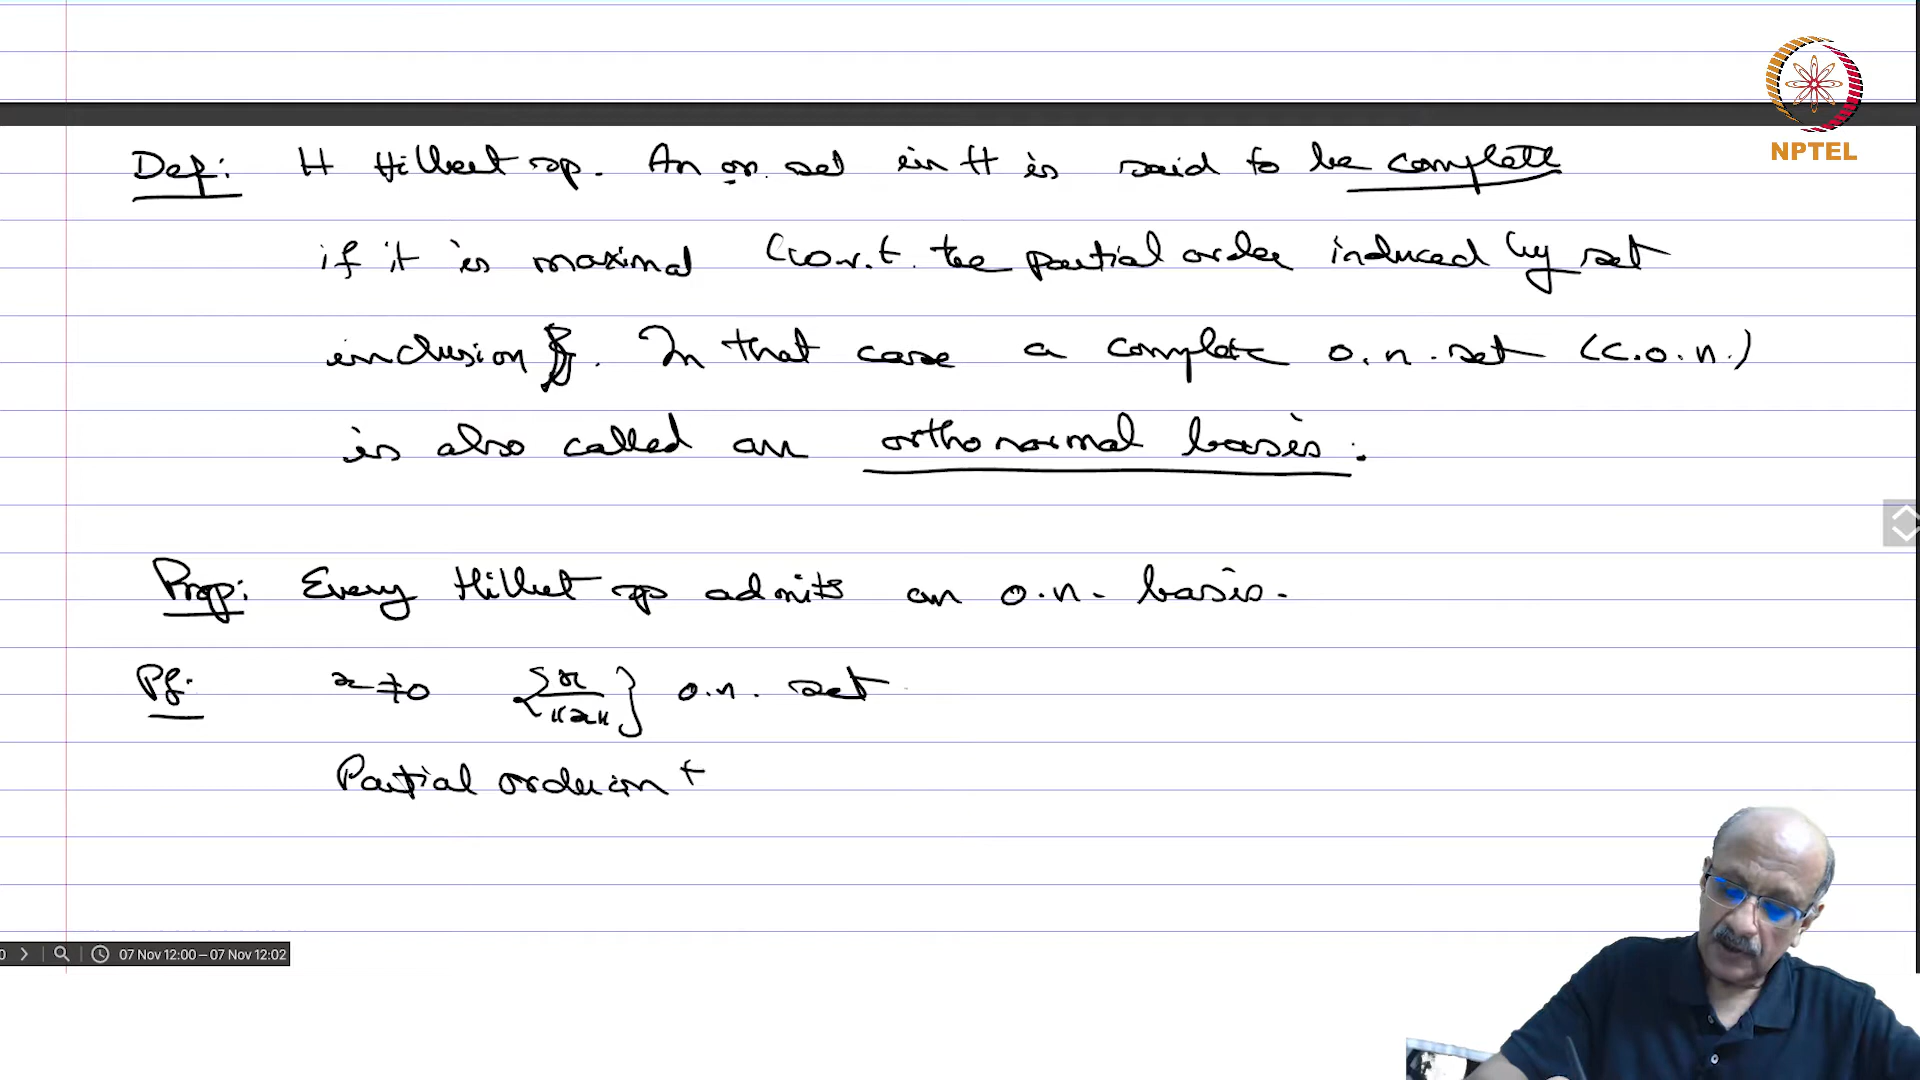 NPTEL
Def: H Hilbert sp. An o.n. set in H is said to be complete
if it is maximal (w.r.t. the partial order induced by set
inclusion). In that case a complete o.n. set (c.o.n.)
is also called an orthonormal basis.
Prop: Every Hilbert sp admits an o.n. basis.
Pf: x≠0 {x/||x||} o.n. set
Partial order in
07 Nov 12:00 – 07 Nov 12:02